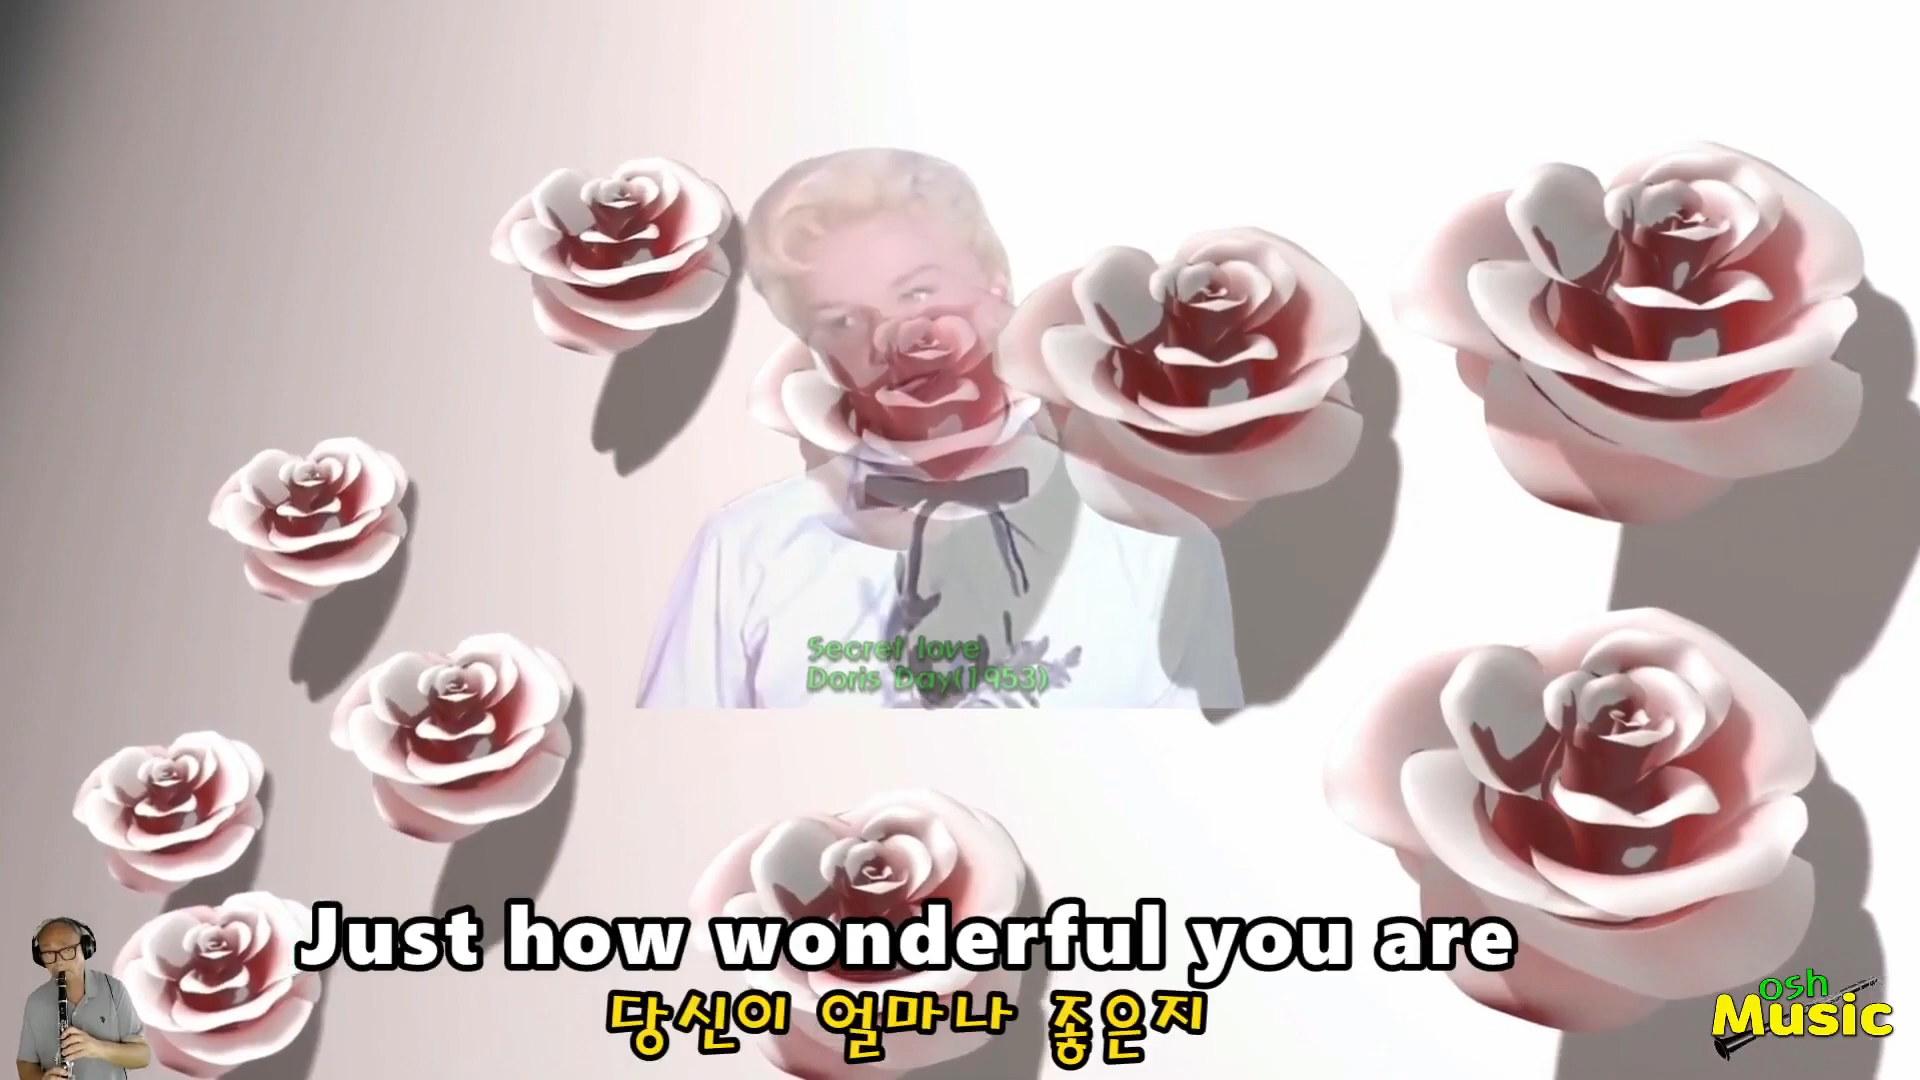 Secret love
Doris Day(1953)
Just how wonderful you are
당신이 얼마나 좋은지
osh
Music